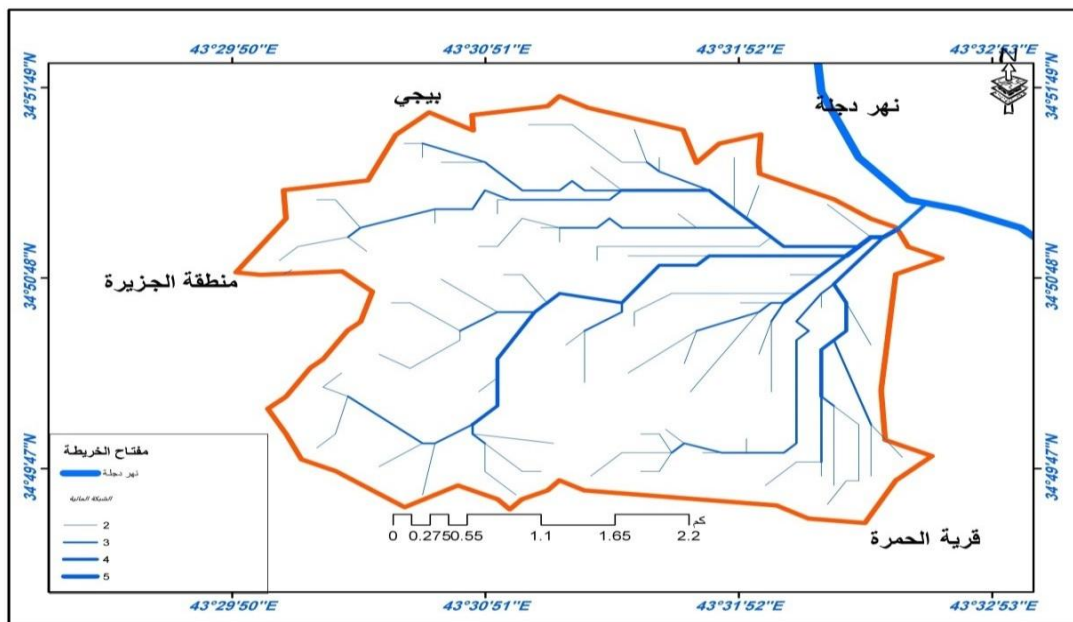 43°29'50"E 43°30'51"E 43°31'52"E 43°32'53"E
34°51'49"N
34°51'49"N
N
بيجي
نهر دجلة
34°50'48"N
34°50'48"N
منطقة الجزيرة
34°49'47"N
34°49'47"N
مفتاح الخريطة
نهر دجلة
الشبكة المائية
2
3
4
5
كم
0 0.275 0.55 1.1 1.65 2.2
قرية الحمرة
43°29'50"E 43°30'51"E 43°31'52"E 43°32'53"E